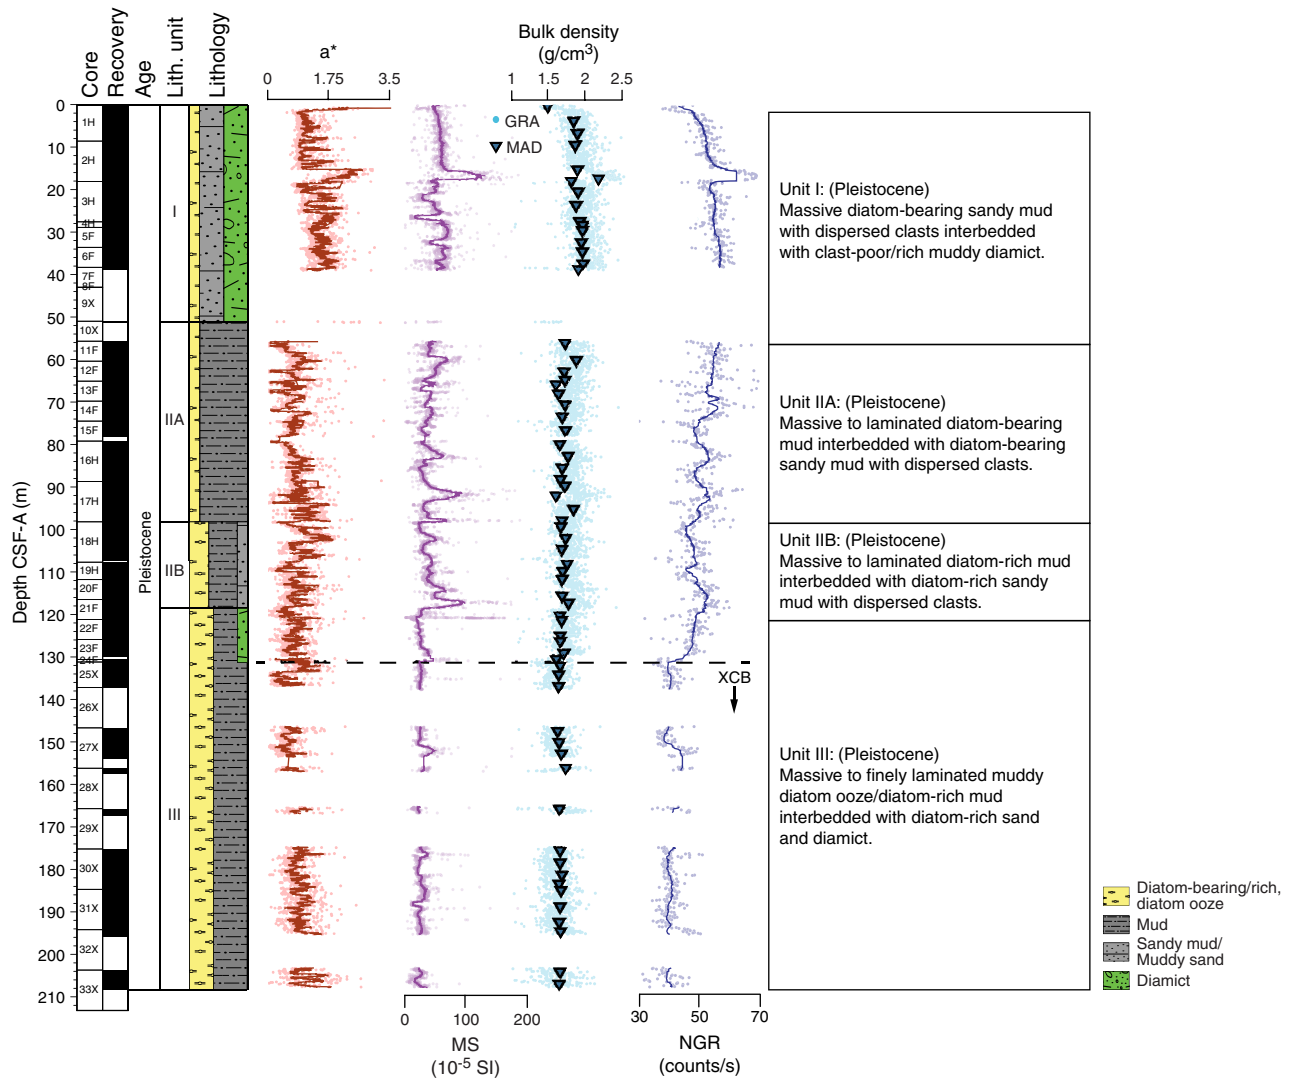 Core
Recovery
Age
Lith. unit
Lithology
a*
0 1.75 3.5
Bulk density
(g/cm3)
1 1.5 2 2.5
GRA
MAD
Depth CSF-A (m)
0
10
20
30
40
50
60
70
80
90
100
110
120
130
140
150
160
170
180
190
200
210
1H
2H
3H
4H
5F
6F
7F
8F
9X
10X
11F
12F
13F
14F
15F
16H
17H
18H
19H
20F
21F
22F
23F
24F
25X
26X
27X
28X
29X
30X
31X
32X
33X
Pleistocene
I
IIA
IIB
III
XCB
0 100 200
MS
(10-5 SI)
30 50 70
NGR
(counts/s)
Unit I: (Pleistocene)
Massive diatom-bearing sandy mud
with dispersed clasts interbedded
with clast-poor/rich muddy diamict.
Unit IIA: (Pleistocene)
Massive to laminated diatom-bearing
mud interbedded with diatom-bearing
sandy mud with dispersed clasts.
Unit IIB: (Pleistocene)
Massive to laminated diatom-rich mud
interbedded with diatom-rich sandy
mud with dispersed clasts.
Unit III: (Pleistocene)
Massive to finely laminated muddy
diatom ooze/diatom-rich mud
interbedded with diatom-rich sand
and diamict.
Diatom-bearing/rich,
diatom ooze
Mud
Sandy mud/
Muddy sand
Diamict